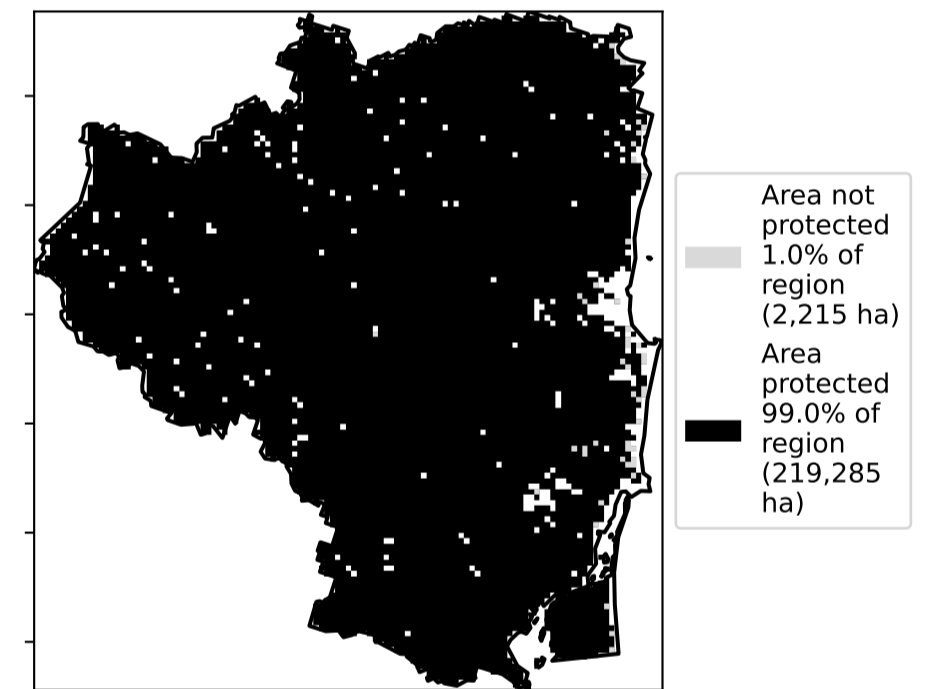 Area not
protected
1.0% of
region
(2,215 ha)
Area
protected
99.0% of
region
(219,285
ha)